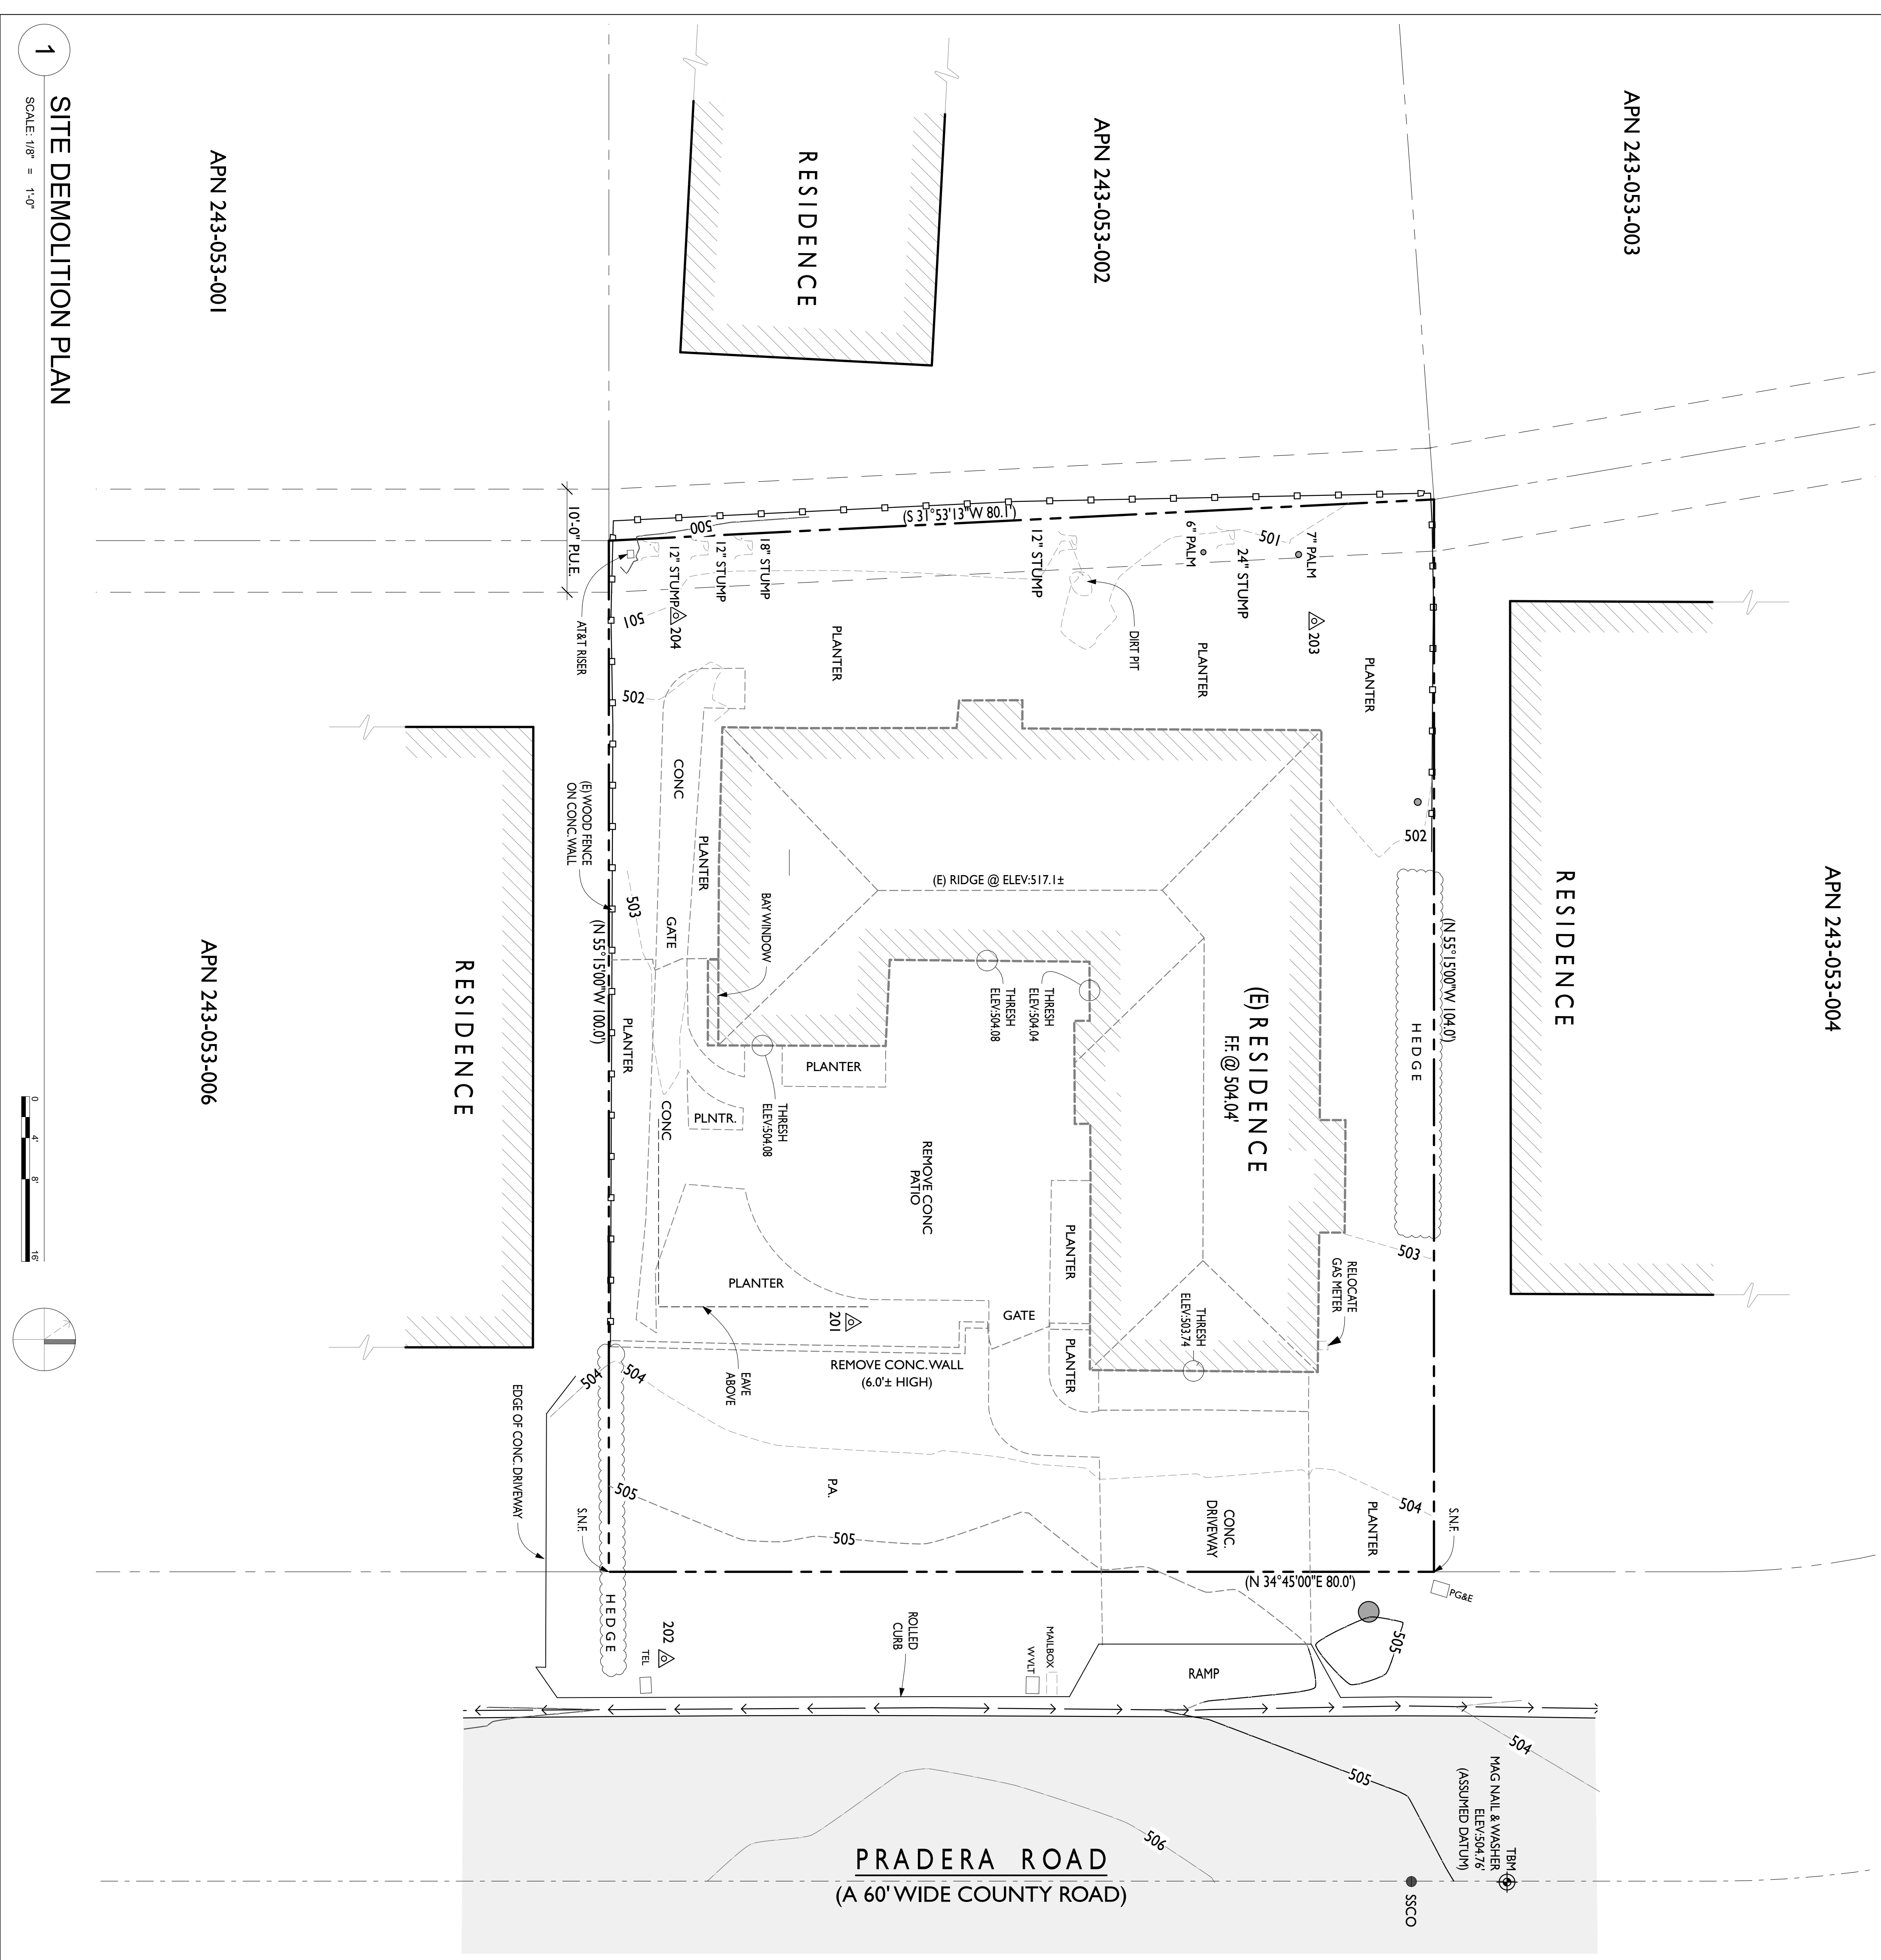 1
SITE DEMOLITION PLAN
SCALE: 1/8" = 1'-0"
APN 243-053-001
RESIDENCE
APN 243-053-002
APN 243-053-003
10'-0" P.U.E.
AT&T RISER
500
(S 31°53'13"W 80.1')
12" STUMP
12" STUMP
18" STUMP
12" STUMP
6" PALM
24" STUMP
501
7" PALM
204
203
501
DIRT PIT
PLANTER
PLANTER
PLANTER
502
CONC
PLANTER
GATE
BAY WINDOW
(E) WOOD FENCE
ON CONC. WALL
503
(N 55°15'00"W 100.0')
PLANTER
(E) RIDGE @ ELEV:517.1±
502
HEDGE
(N 55°15'00"W 104.0')
RESIDENCE
APN 243-053-004
APN 243-053-006
RESIDENCE
(E) RESIDENCE
F.F. @ 504.04'
THRESH
ELEV:504.08
THRESH
ELEV:504.04
THRESH
ELEV:504.08
PLANTER
PLNTR.
CONC
REMOVE CONC
PATIO
PLANTER
PLANTER
GATE
PLANTER
201
EAVE
ABOVE
REMOVE CONC. WALL
(6.0'± HIGH)
THRESH
ELEV:503.74
RELOCATE
GAS METER
503
504
504
EDGE OF CONC. DRIVEWAY
S.N.F.
505
P.A.
505
CONC.
DRIVEWAY
PLANTER
504
S.N.F.
(N 34°45'00"E 80.0')
PG&E
HEDGE
202
TEL
ROLLED
CURB
WVLT
MAILBOX
RAMP
505
504
505
506
TBM
MAG NAIL & WASHER
ELEV:504.76'
(ASSUMED DATUM)
SSCO
PRADERA ROAD
(A 60' WIDE COUNTY ROAD)
0 4' 8' 16'